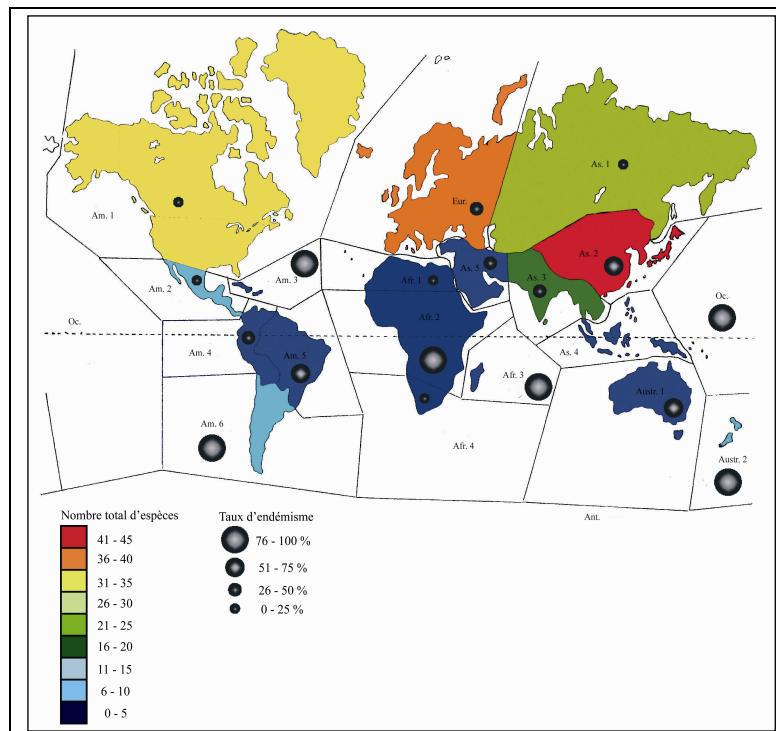 As. 1
Eur.
Am. 1
As. 2
As. 5
Am. 3
Afr. 1
As. 3
Am. 2
Oc.
Afr. 2
Oc.
Am. 4
As. 4
Am. 5
Afr. 3
Austr. 1
Am. 6
Afr. 4
Austr. 2
Ant.
Nombre total d'espèces
41 - 45
36 - 40
31 - 35
26 - 30
21 - 25
16 - 20
11 - 15
6 - 10
0 - 5
Taux d'endémisme
76 - 100 %
51 - 75 %
26 - 50 %
0 - 25 %